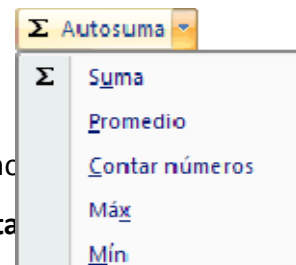 Σ Autosuma
Σ Suma
Promedio
Contar números
Máx
Mín